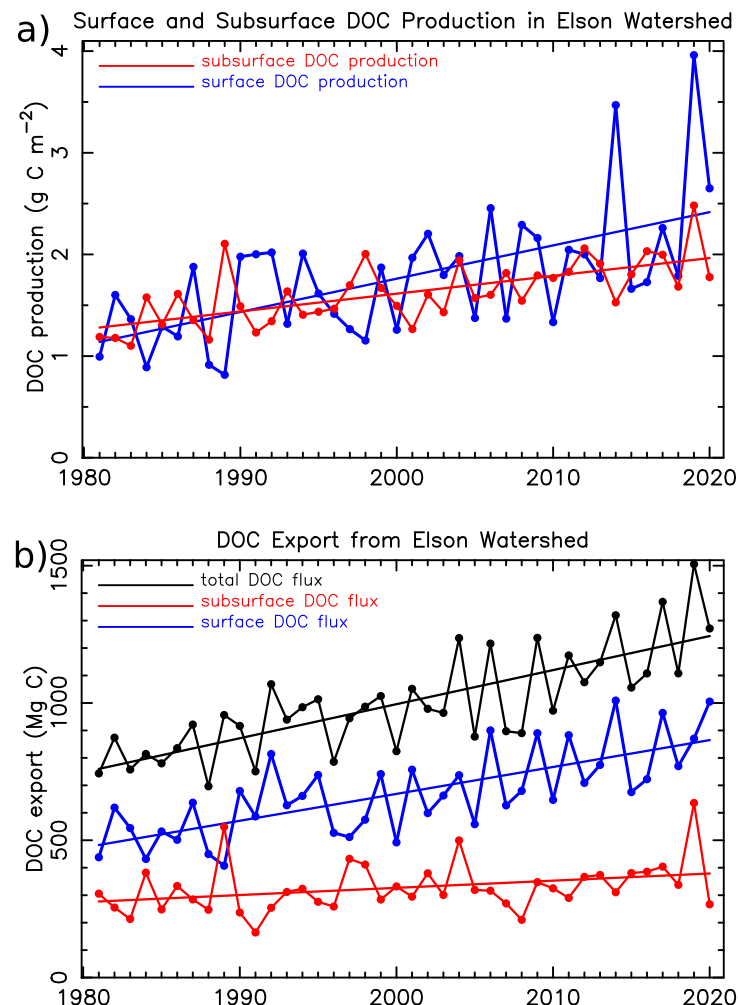 a)
Surface and Subsurface DOC Production in Elson Watershed
4
subsurface DOC production
surface DOC production
3
2
1
0
DOC production (g C m−2)
1980 1990 2000 2010 2020
b)
DOC Export from Elson Watershed
1500
total DOC flux
subsurface DOC flux
surface DOC flux
1000
500
0
DOC export (Mg C)
1980 1990 2000 2010 2020